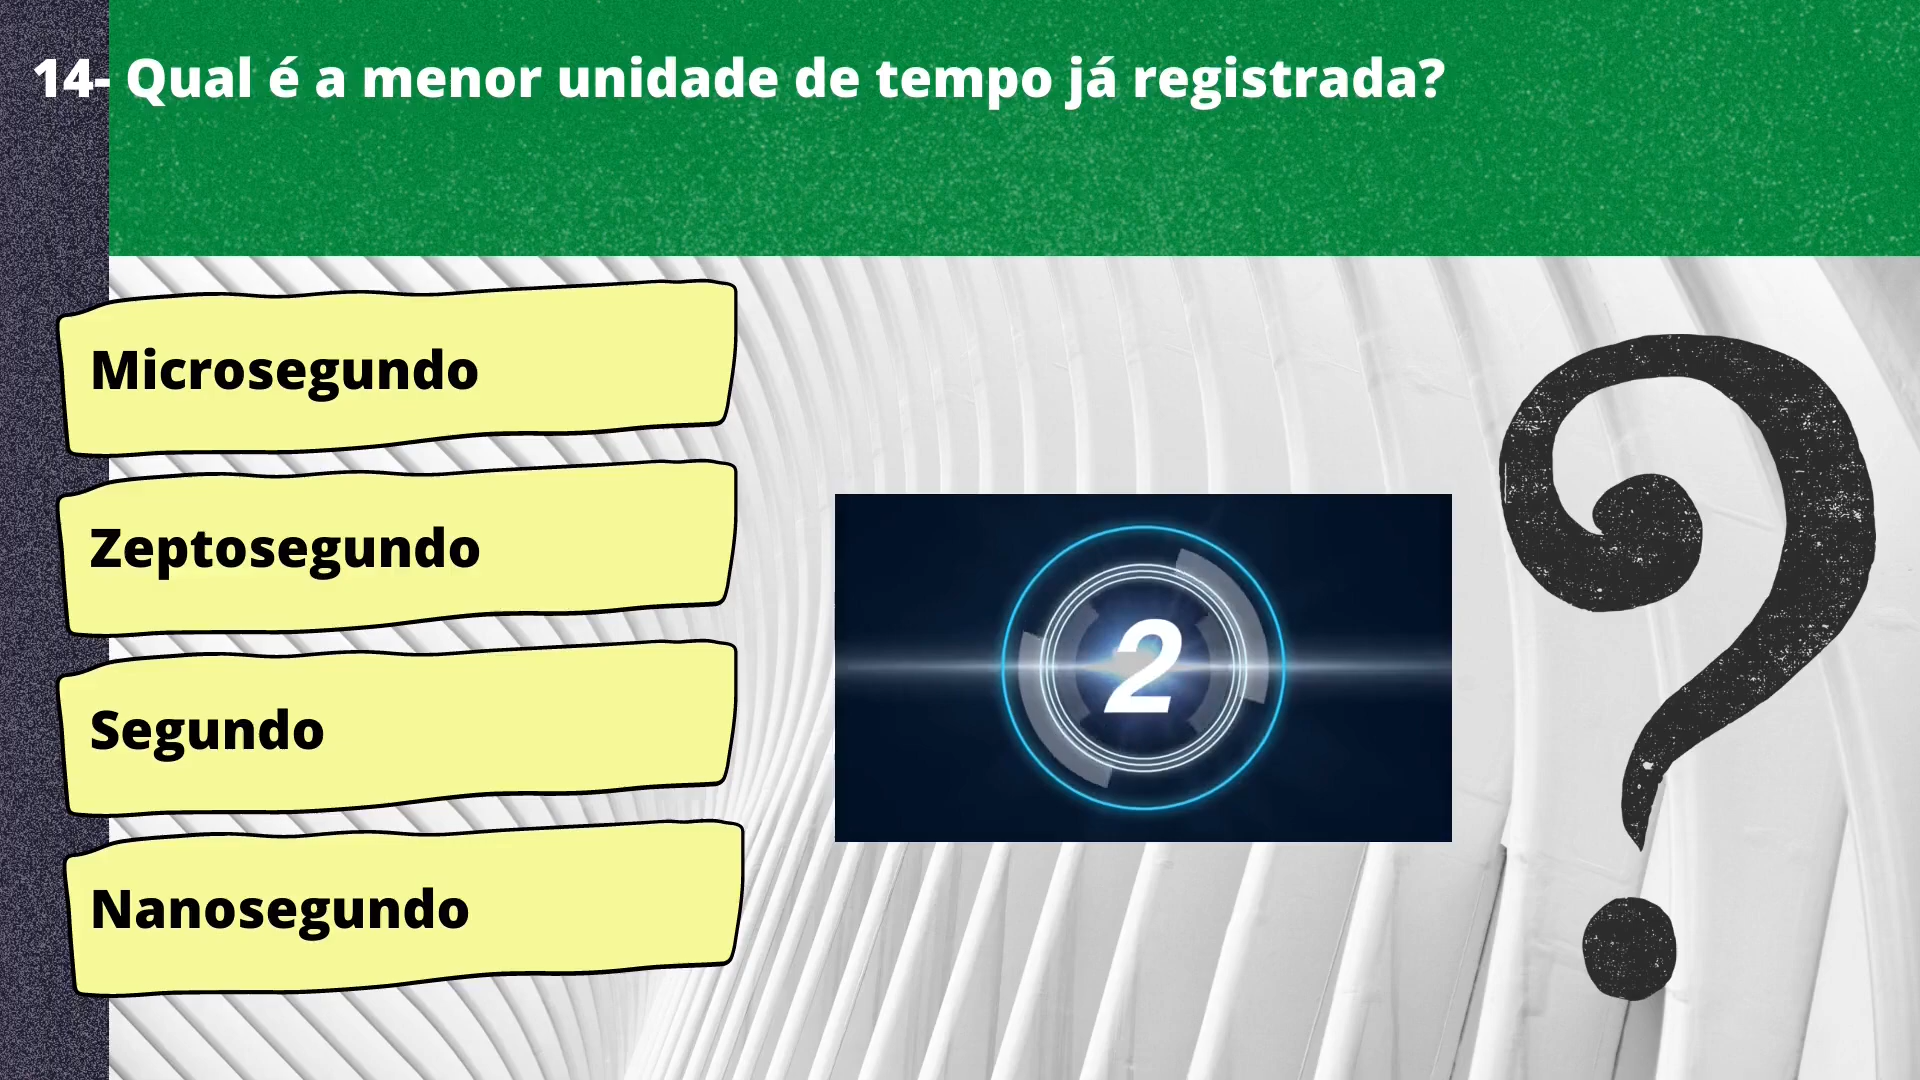 14- Qual é a menor unidade de tempo já registrada?
Microsegundo
Zeptosegundo
Segundo
Nanosegundo
2